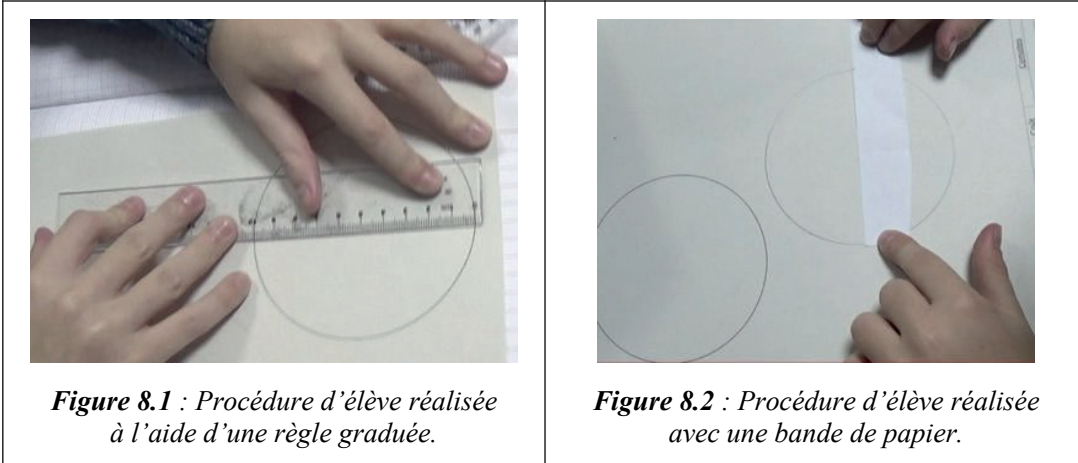 Figure 8.1 : Procédure d’élève réalisée
à l’aide d’une règle graduée.
Figure 8.2 : Procédure d’élève réalisée
avec une bande de papier.